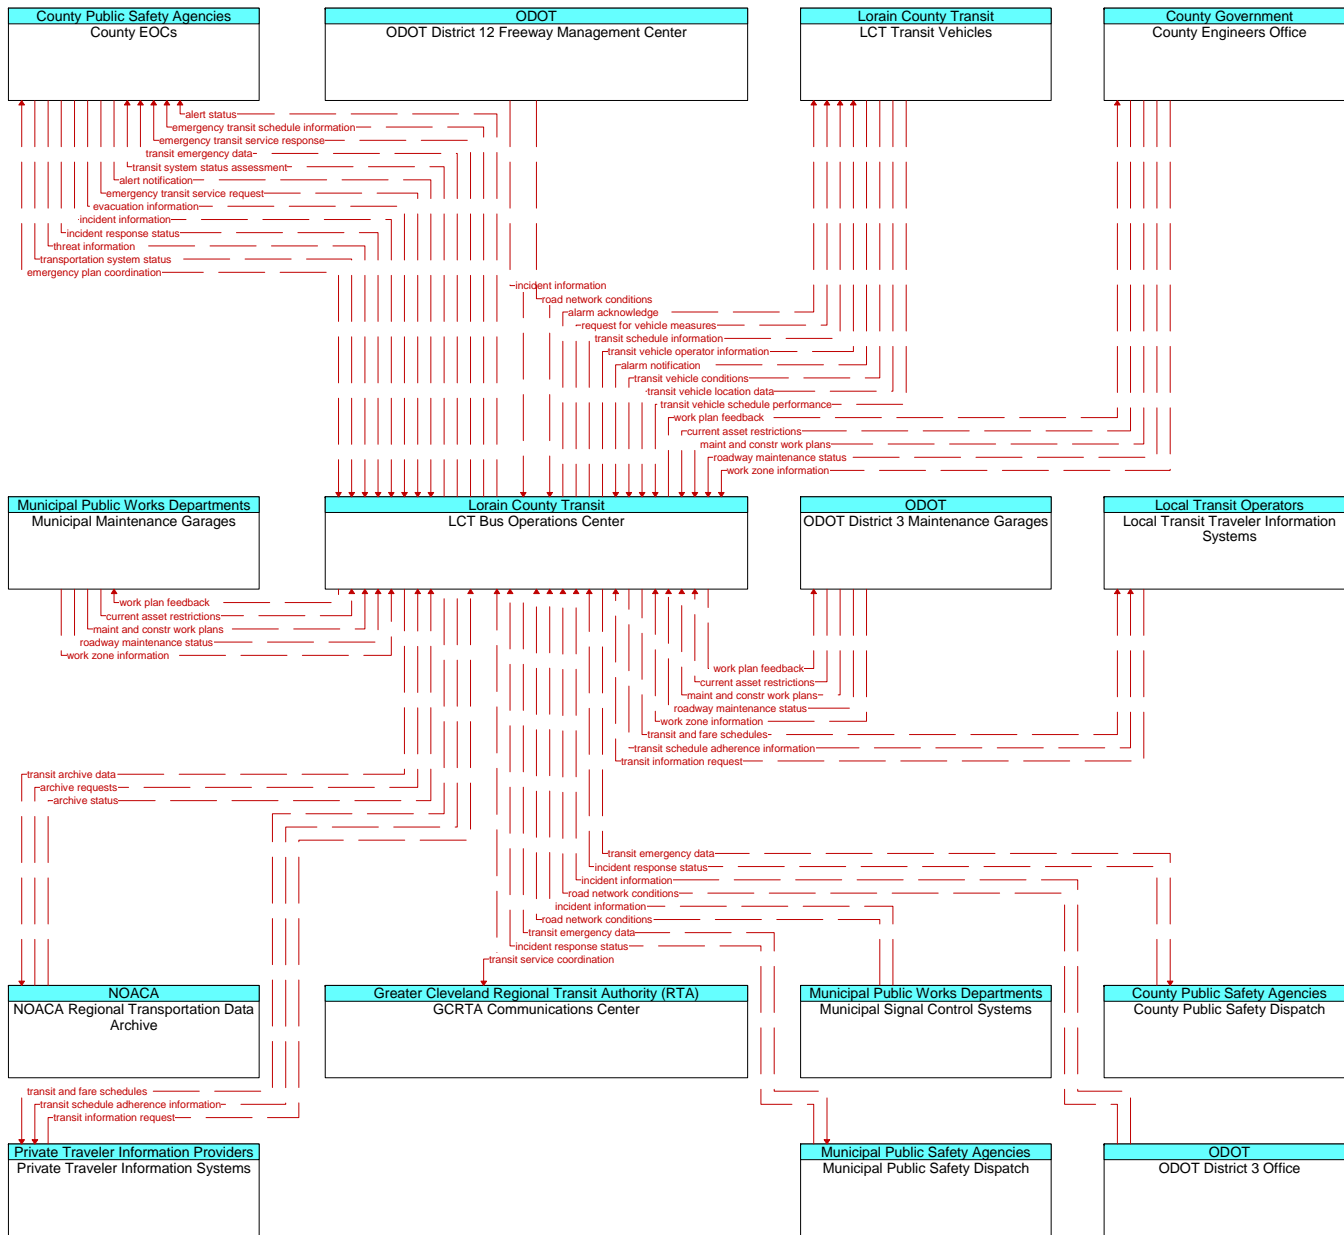 County Public Safety Agencies
County EOCs
ODOT
ODOT District 12 Freeway Management Center
Lorain County Transit
LCT Transit Vehicles
County Government
County Engineers Office
alert status
emergency transit schedule information
emergency transit service response
transit emergency data
transit system status assessment
alert notification
emergency transit service request
evacuation information
incident information
incident response status
threat information
transportation system status
emergency plan coordination
incident information
road network conditions
alarm acknowledge
request for vehicle measures
transit schedule information
transit vehicle operator information
alarm notification
transit vehicle conditions
transit vehicle location data
transit vehicle schedule performance
work plan feedback
current asset restrictions
maint and constr work plans
roadway maintenance status
work zone information
Municipal Public Works Departments
Municipal Maintenance Garages
Lorain County Transit
LCT Bus Operations Center
ODOT
ODOT District 3 Maintenance Garages
Local Transit Operators
Local Transit Traveler Information
Systems
work plan feedback
current asset restrictions
maint and constr work plans
roadway maintenance status
work zone information
work plan feedback
current asset restrictions
maint and constr work plans
roadway maintenance status
work zone information
transit and fare schedules
transit schedule adherence information
transit information request
transit archive data
archive requests
archive status
transit emergency data
incident response status
incident information
road network conditions
incident information
road network conditions
transit emergency data
incident response status
transit service coordination
NOACA
NOACA Regional Transportation Data
Archive
Greater Cleveland Regional Transit Authority (RTA)
GCRTA Communications Center
Municipal Public Works Departments
Municipal Signal Control Systems
County Public Safety Agencies
County Public Safety Dispatch
transit and fare schedules
transit schedule adherence information
transit information request
Private Traveler Information Providers
Private Traveler Information Systems
Municipal Public Safety Agencies
Municipal Public Safety Dispatch
ODOT
ODOT District 3 Office